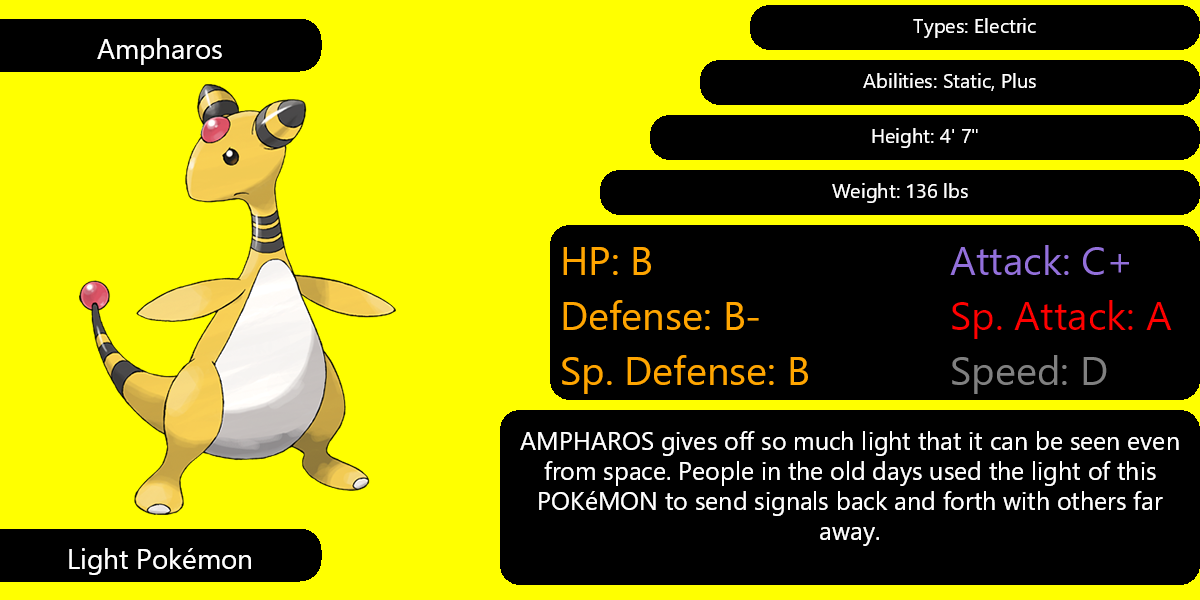 Ampharos
Types: Electric
Abilities: Static, Plus
Height: 4' 7"
Weight: 136 lbs
HP: B
Attack: C+
Defense: B-
Sp. Attack: A
Sp. Defense: B
Speed: D
AMPHAROS gives off so much light that it can be seen even
from space. People in the old days used the light of this
POKéMON to send signals back and forth with others far
away.
Light Pokémon